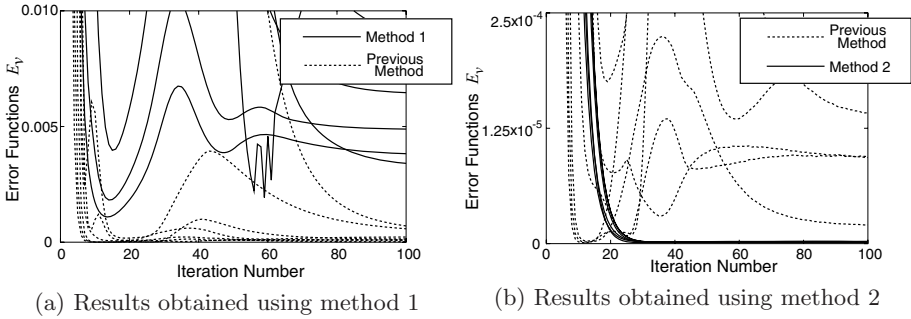 0.010
0.005
0
Error Functions Eν
0 20 40 60 80 100
Iteration Number
Method 1
Previous
Method
(a) Results obtained using method 1
2.5x10-4
1.25x10-5
0
Error Functions Eν
0 20 40 60 80 100
Iteration Number
Previous
Method
Method 2
(b) Results obtained using method 2